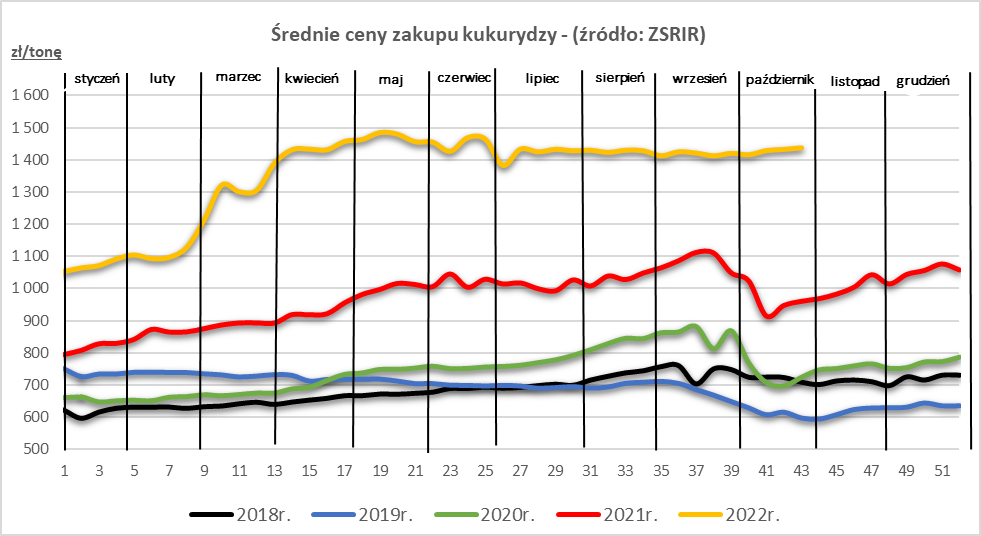 Średnie ceny zakupu kukurydzy - (źródło: ZSRIR)
zł/tonę
styczeń luty marzec kwiecień maj czerwiec lipiec sierpień wrzesień październik listopad grudzień
1 600
1 500
1 400
1 300
1 200
1 100
1 000
900
800
700
600
500
1 3 5 7 9 11 13 15 17 19 21 23 25 27 29 31 33 35 37 39 41 43 45 47 49 51
2018r. 2019r. 2020r. 2021r. 2022r.